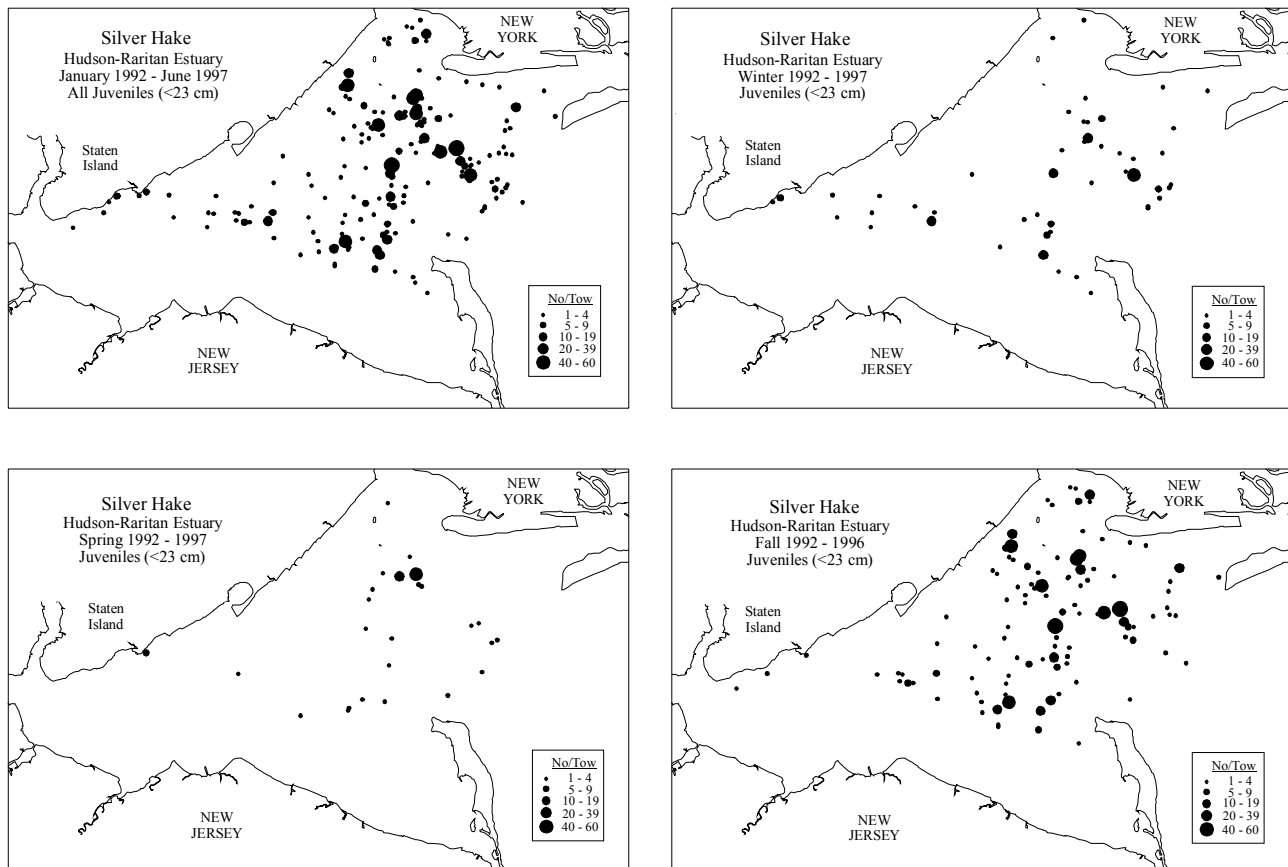 Silver Hake
Hudson-Raritan Estuary
January 1992 - June 1997
All Juveniles (<23 cm)
NEW
YORK
Staten
Island
NEW
JERSEY
No/Tow
1 - 4
5 - 9
10 - 19
20 - 39
40 - 60
Silver Hake
Hudson-Raritan Estuary
Winter 1992 - 1997
Juveniles (<23 cm)
NEW
YORK
Staten
Island
NEW
JERSEY
No/Tow
1 - 4
5 - 9
10 - 19
20 - 39
40 - 60
Silver Hake
Hudson-Raritan Estuary
Spring 1992 - 1997
Juveniles (<23 cm)
NEW
YORK
Staten
Island
NEW
JERSEY
No/Tow
1 - 4
5 - 9
10 - 19
20 - 39
40 - 60
Silver Hake
Hudson-Raritan Estuary
Fall 1992 - 1996
Juveniles (<23 cm)
NEW
YORK
Staten
Island
NEW
JERSEY
No/Tow
1 - 4
5 - 9
10 - 19
20 - 39
40 - 60